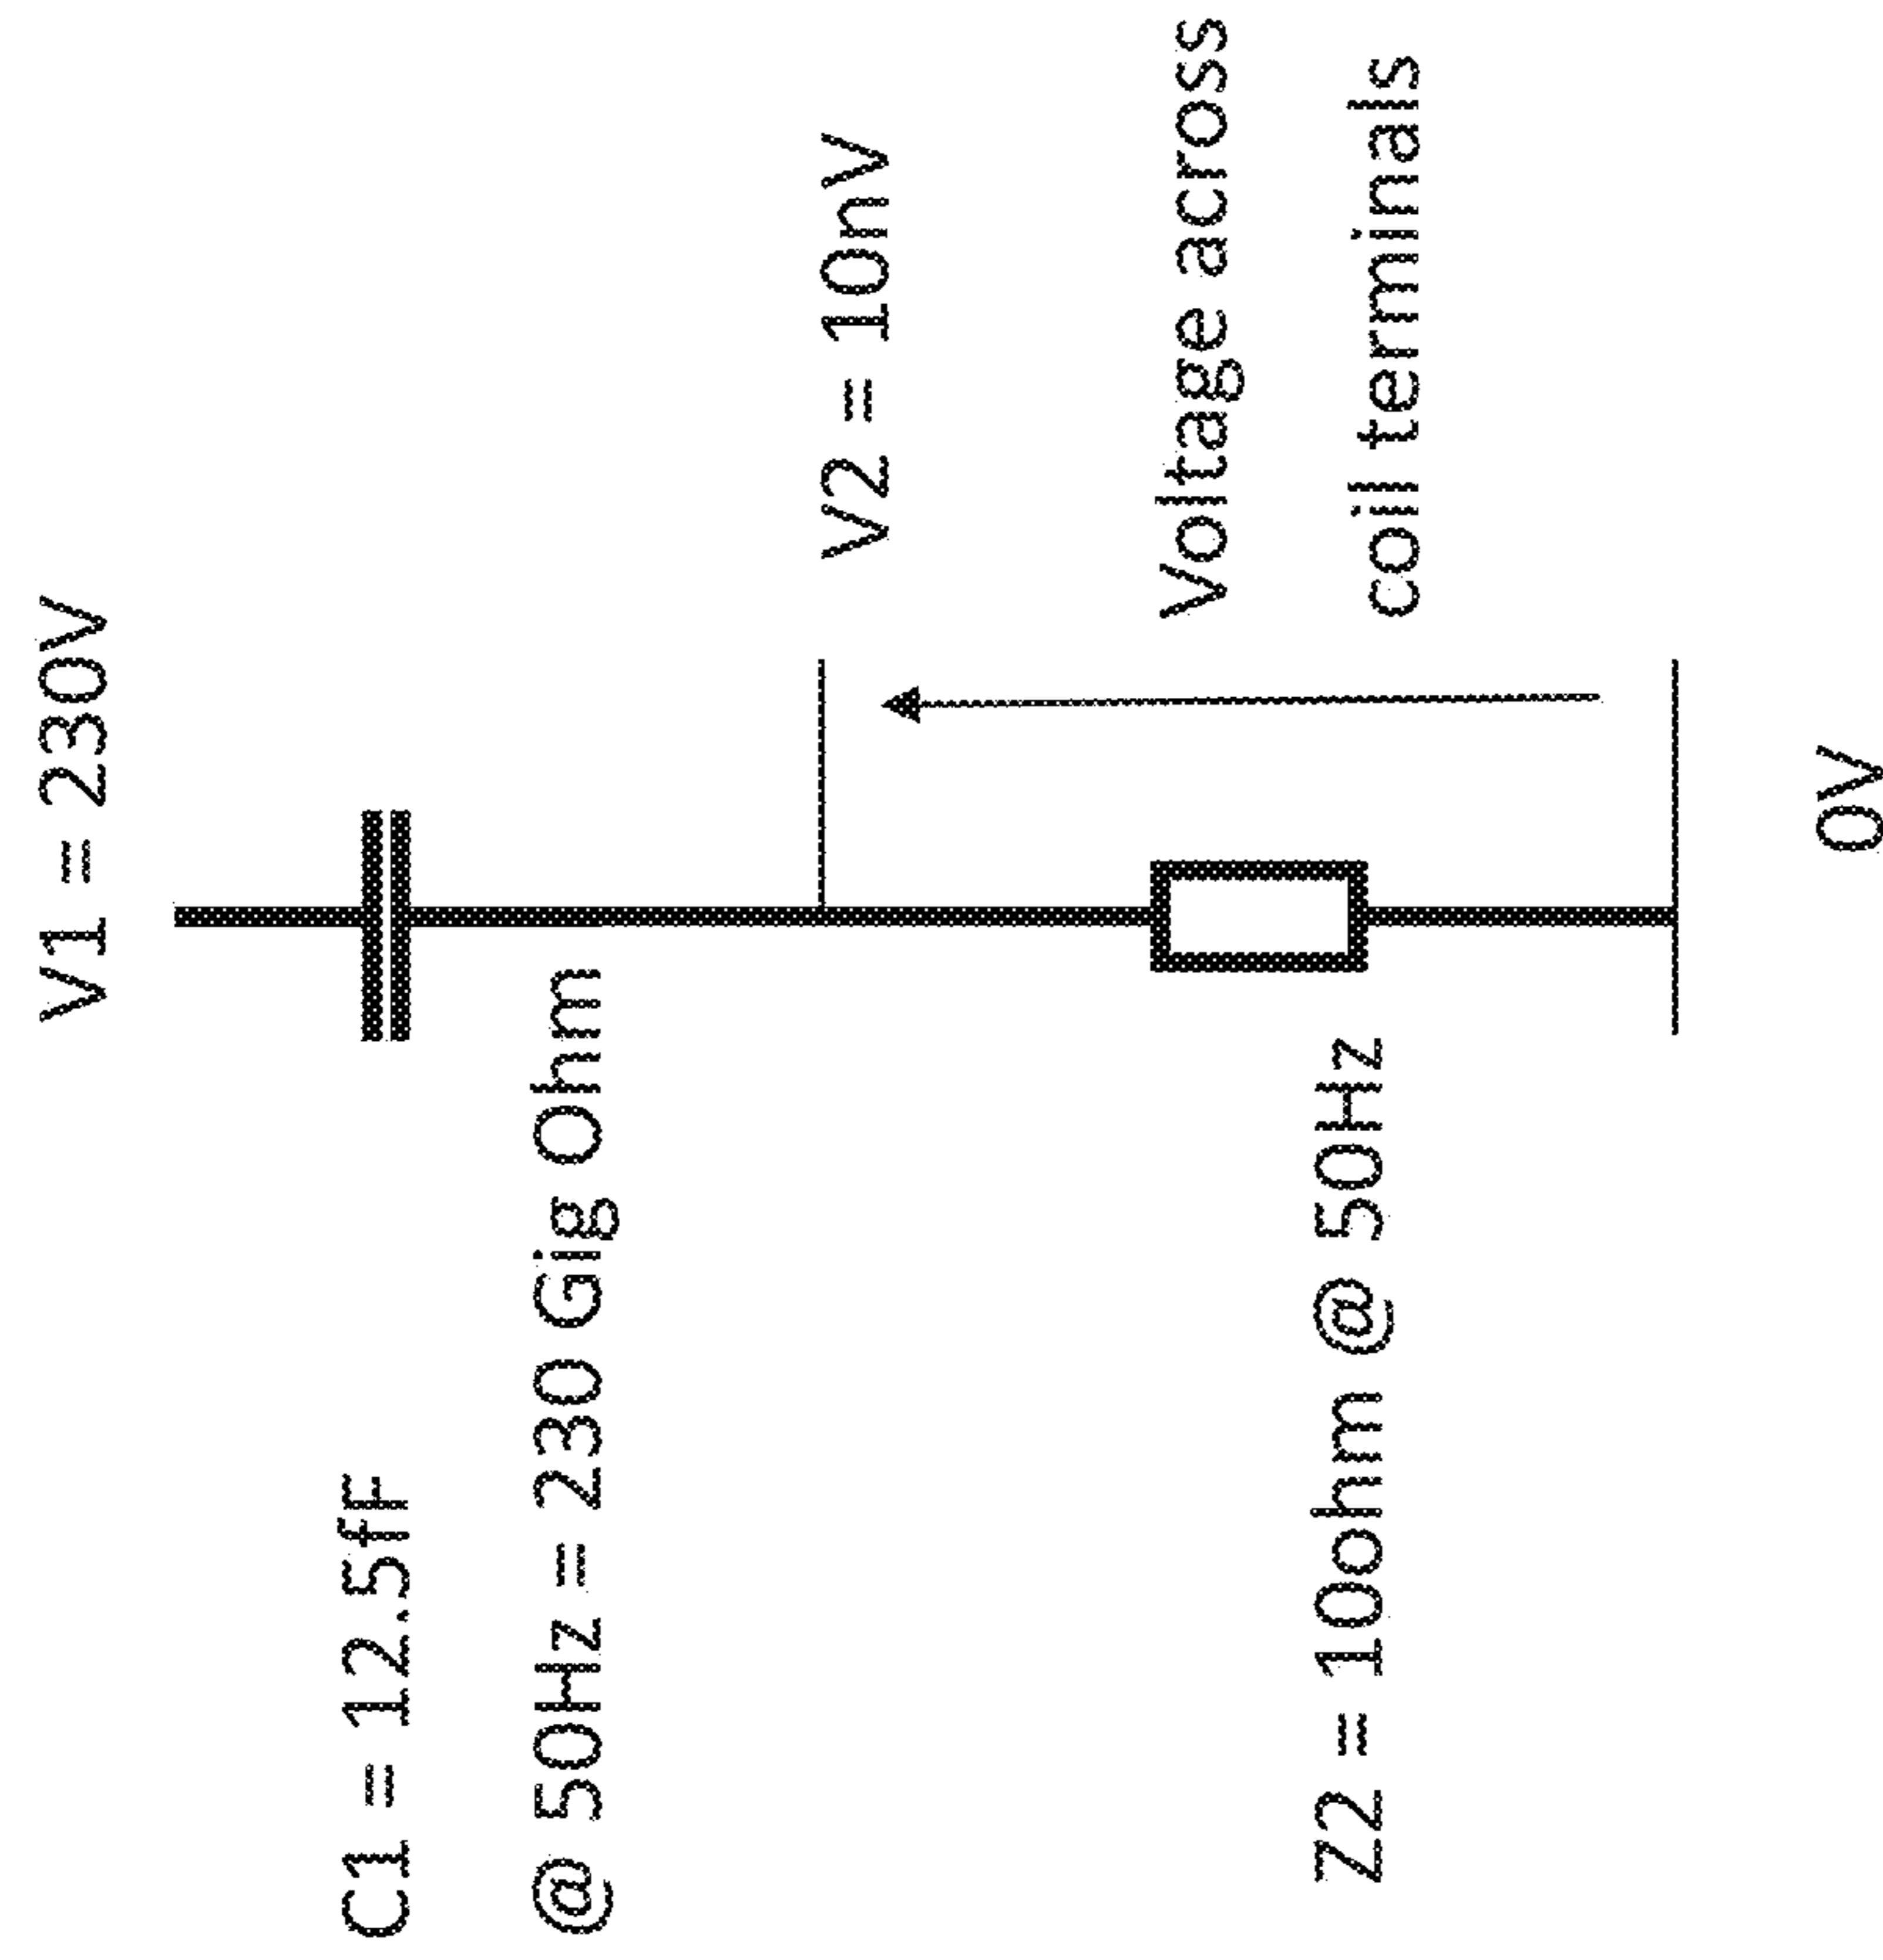 V1 = 230V
C1 = 12.5fF
@ 50Hz = 230 Gig Ohm
V2 = 10nV
Voltage across
coil terminals
Z2 = 10ohm @ 50Hz
0V